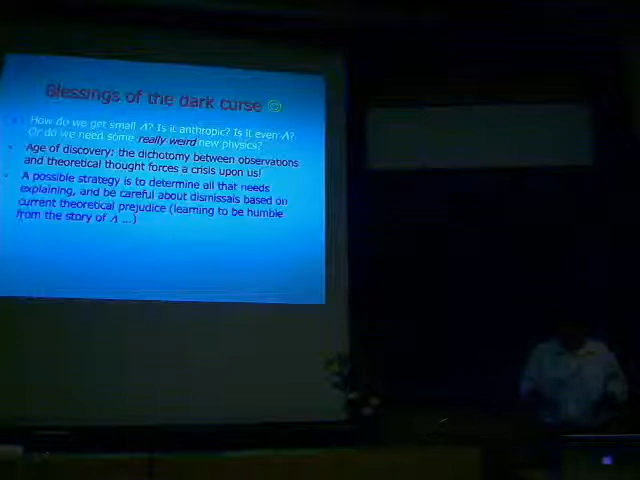 Blessings of the dark curse ☺
• How do we get small Λ? Is it anthropic? Is it even Λ?
Or do we need some really weird new physics?
• Age of discovery: the dichotomy between observations
and theoretical thought forces a crisis upon us!
• A possible strategy is to determine all that needs
explaining, and be careful about dismissals based on
current theoretical prejudice (learning to be humble
from the story of Λ ...)